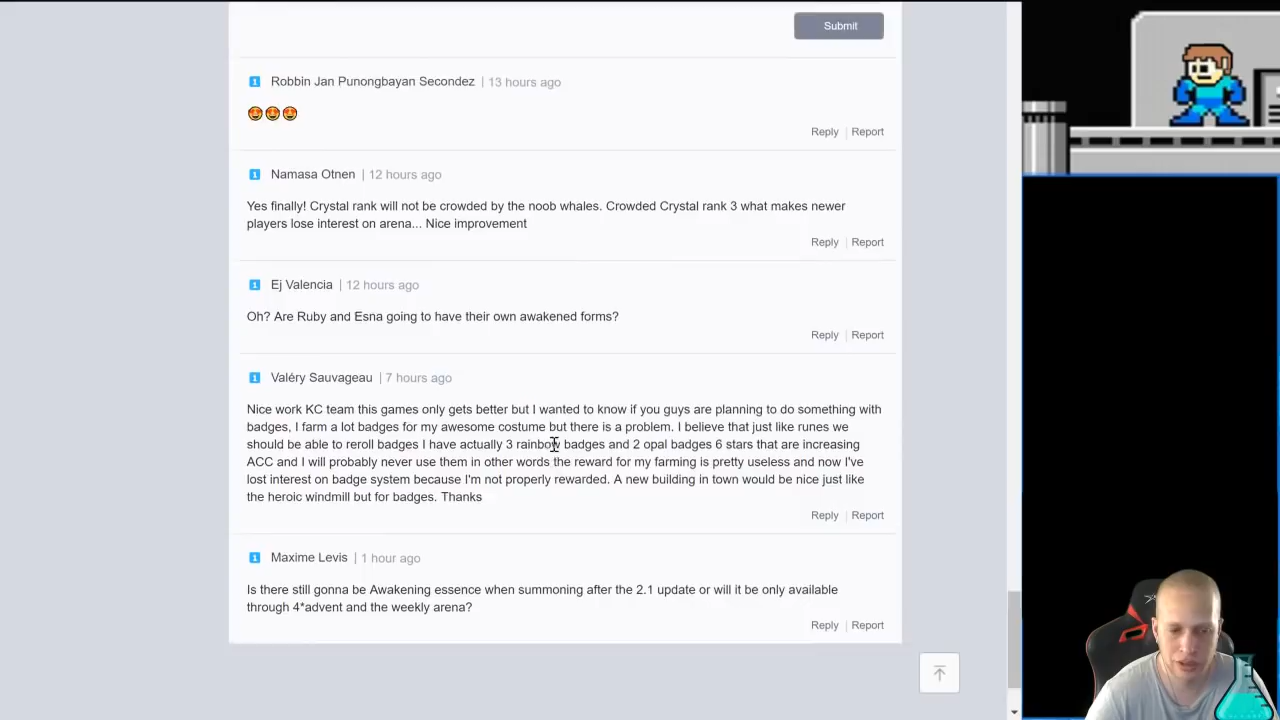 Submit
Robbin Jan Punongbayan Secondez | 13 hours ago
🤩🤩🤩
Reply | Report
Namasa Otnen | 12 hours ago
Yes finally! Crystal rank will not be crowded by the noob whales. Crowded Crystal rank 3 what makes newer
players lose interest on arena... Nice improvement
Reply | Report
Ej Valencia | 12 hours ago
Oh? Are Ruby and Esna going to have their own awakened forms?
Reply | Report
Valéry Sauvageau | 7 hours ago
Nice work KC team this games only gets better but I wanted to know if you guys are planning to do something with
badges, I farm a lot badges for my awesome costume but there is a problem. I believe that just like runes we
should be able to reroll badges I have actually 3 rainbow badges and 2 opal badges 6 stars that are increasing
ACC and I will probably never use them in other words the reward for my farming is pretty useless and now I've
lost interest on badge system because I'm not properly rewarded. A new building in town would be nice just like
the heroic windmill but for badges. Thanks
Reply | Report
Maxime Levis | 1 hour ago
Is there still gonna be Awakening essence when summoning after the 2.1 update or will it be only available
through 4*advent and the weekly arena?
Reply | Report